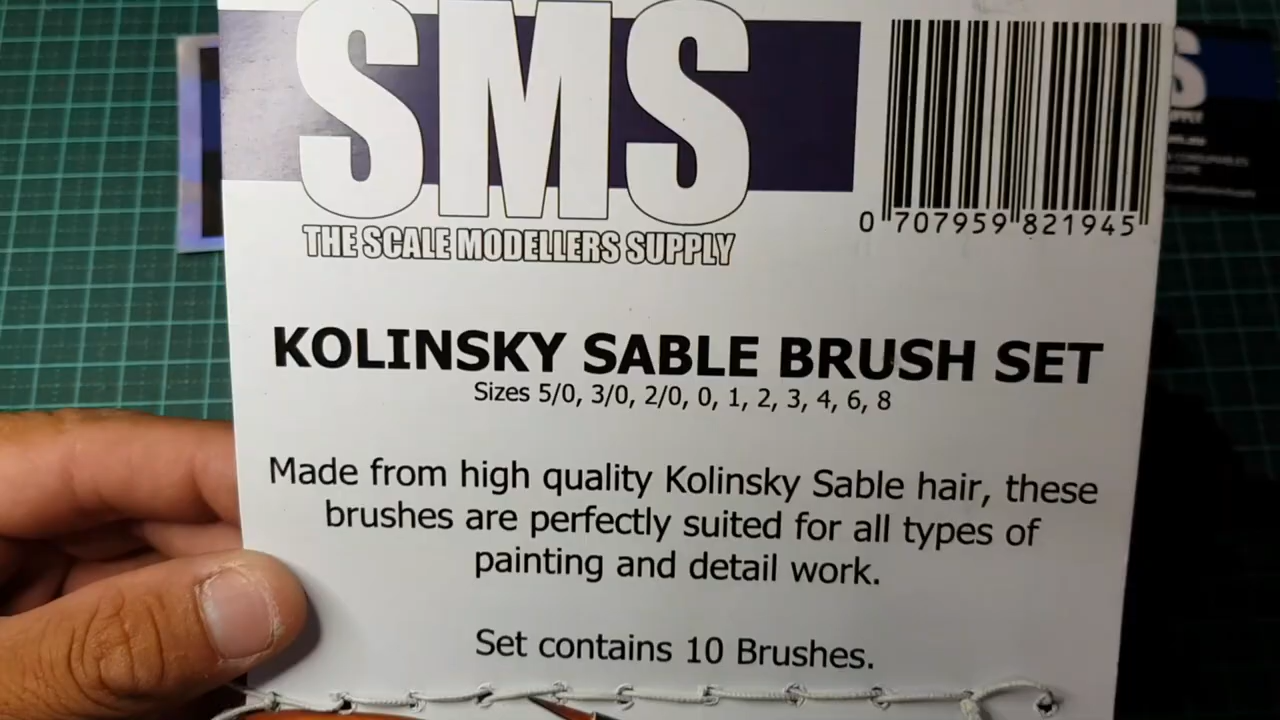 SMS
THE SCALE MODELLERS SUPPLY
0 707959 821945
KOLINSKY SABLE BRUSH SET
Sizes 5/0, 3/0, 2/0, 0, 1, 2, 3, 4, 6, 8
Made from high quality Kolinsky Sable hair, these
brushes are perfectly suited for all types of
painting and detail work.
Set contains 10 Brushes.